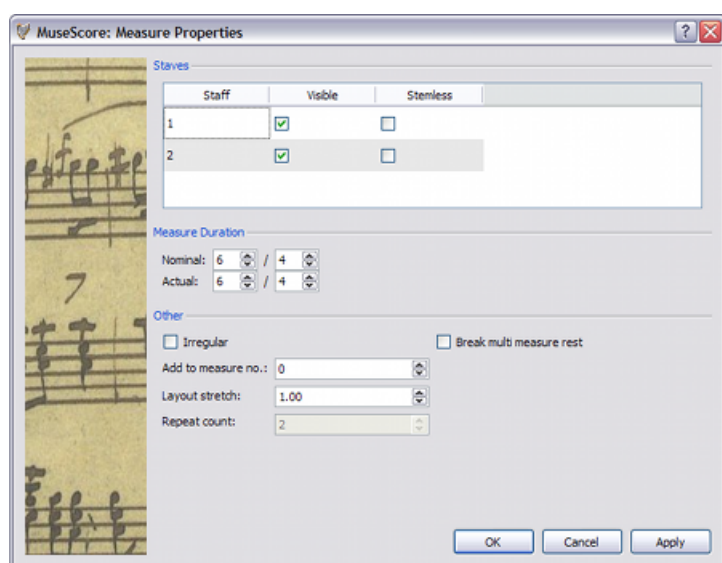 MuseScore: Measure Properties
Staves
Staff Visible Stemless
1
2
Measure Duration
Nominal: 6 / 4
Actual: 6 / 4
Other
Irregular Break multi measure rest
Add to measure no.: 0
Layout stretch: 1.00
Repeat count: 2
OK Cancel Apply
7